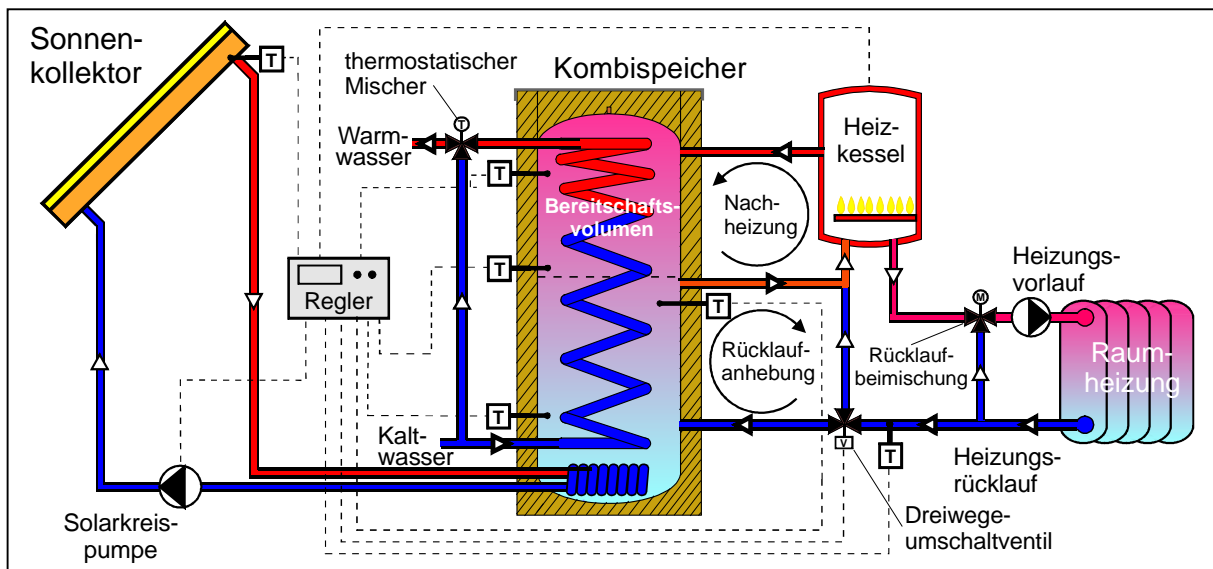 Sonnen-
kollektor
T
thermostatischer
Mischer
T
Warm-
wasser
Kombispeicher
T
Bereitschafts-
volumen
Heiz-
kessel
Nach-
heizung
Regler
T
T
Heizungs-
vorlauf
M
Rücklauf-
anhebung
Rücklauf-
beimischung
Raum-
heizung
T
Kalt-
wasser
V
T
Heizungs-
rücklauf
Solarkreis-
pumpe
Dreiwege-
umschaltventil